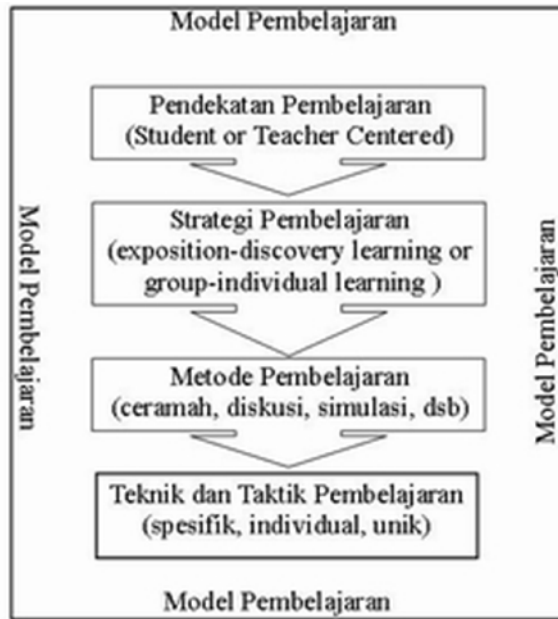 Model Pembelajaran
Pendekatan Pembelajaran
(Student or Teacher Centered)
Strategi Pembelajaran
(exposition-discovery learning or
group-individual learning )
Model Pembelajaran
Model Pembelajaran
Metode Pembelajaran
(ceramah, diskusi, simulasi, dsb)
Teknik dan Taktik Pembelajaran
(spesifik, individual, unik)
Model Pembelajaran